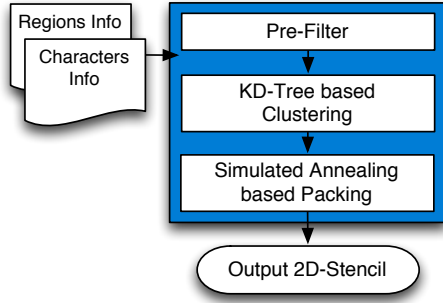 Regions Info
Characters
Info
Pre-Filter
KD-Tree based
Clustering
Simulated Annealing
based Packing
Output 2D-Stencil